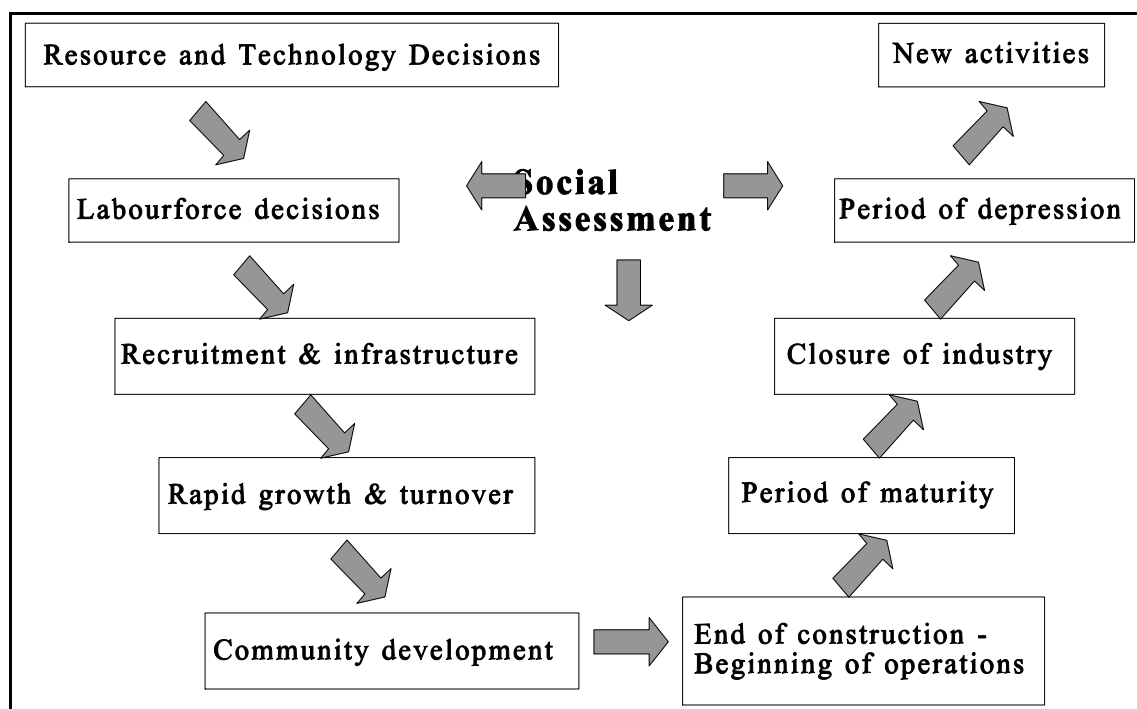 Resource and Technology Decisions
New activities
Social
Assessment
Labourforce decisions
Period of depression
Recruitment & infrastructure
Closure of industry
Rapid growth & turnover
Period of maturity
Community development
End of construction -
Beginning of operations